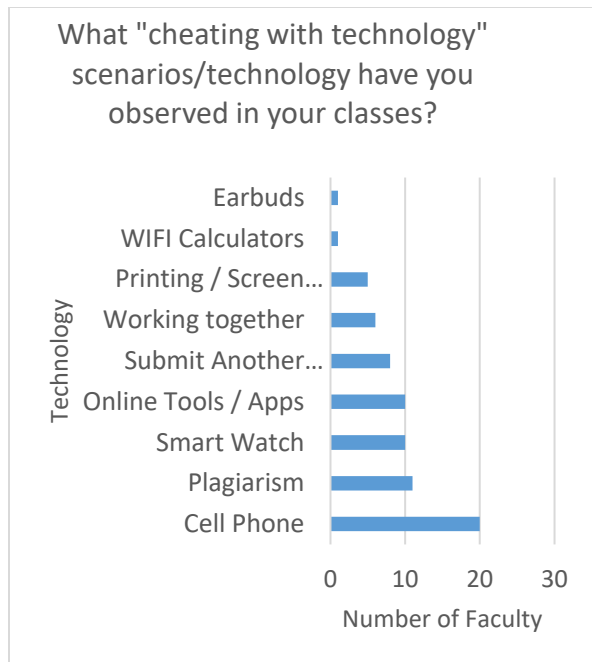 What "cheating with technology"
scenarios/technology have you
observed in your classes?
Technology
Earbuds
WIFI Calculators
Printing / Screen...
Working together
Submit Another...
Online Tools / Apps
Smart Watch
Plagiarism
Cell Phone
0 10 20 30
Number of Faculty